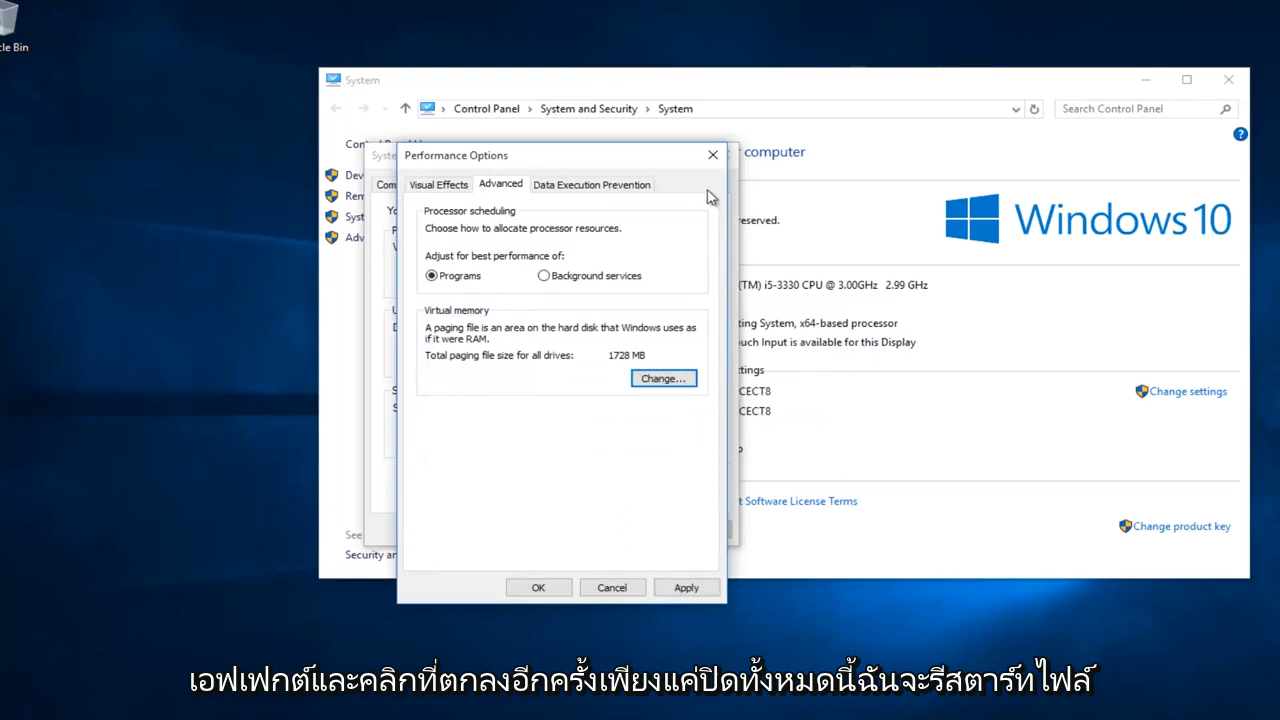 cle Bin
System
Control Panel
System and Security
System
Search Control Panel
computer
Performance Options
Visual Effects
Advanced
Data Execution Prevention
Processor scheduling
Choose how to allocate processor resources.
Adjust for best performance of:
Programs
Background services
Virtual memory
A paging file is an area on the hard disk that Windows uses as
if it were RAM.
Total paging file size for all drives: 1728 MB
Change...
OK
Cancel
Apply
eserved.
Windows 10
(TM) i5-3330 CPU @ 3.00GHz 2.99 GHz
ting System, x64-based processor
uch Input is available for this Display
ttings
CECT8
Change settings
CECT8
t Software License Terms
Change product key
See
Security an
เอฟเฟกต์และคลิกที่ตกลงอีกครั้งเพียงแค่ปิดทั้งหมดนี้ฉันจะรีสตาร์ทไฟล์